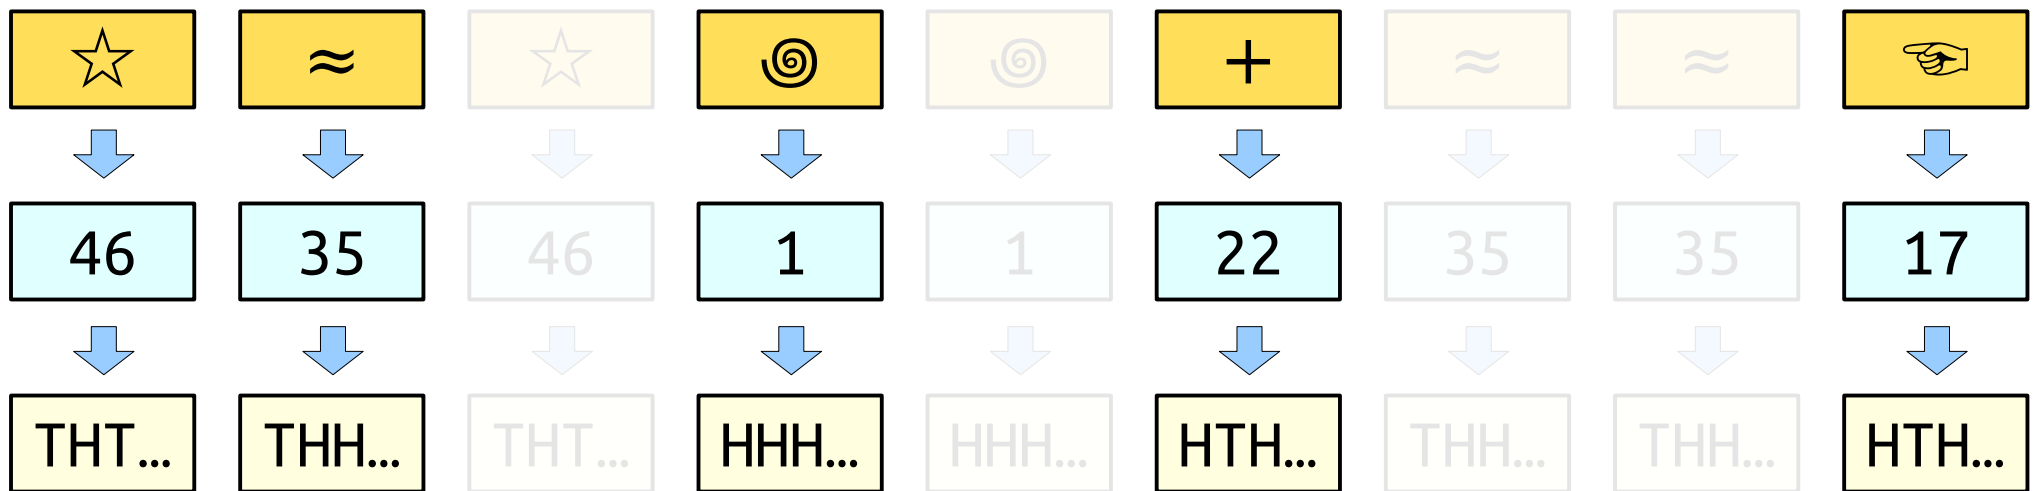 ☆ ≈ ☆ ꩜ ꩜ + ≈ ≈ ☜
46 35 46 1 1 22 35 35 17
THT… THH… THT… HHH… HHH… HTH… THH… THH… HTH…